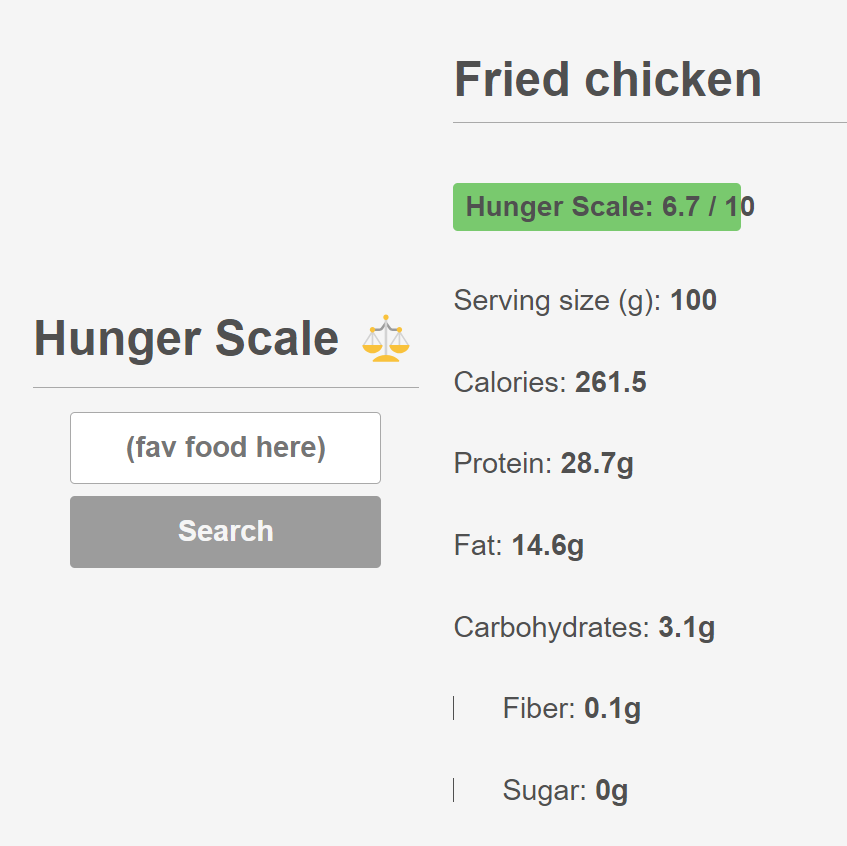 Hunger Scale
(fav food here)
Search
Fried chicken
Hunger Scale: 6.7 / 10
Serving size (g): 100
Calories: 261.5
Protein: 28.7g
Fat: 14.6g
Carbohydrates: 3.1g
Fiber: 0.1g
Sugar: 0g